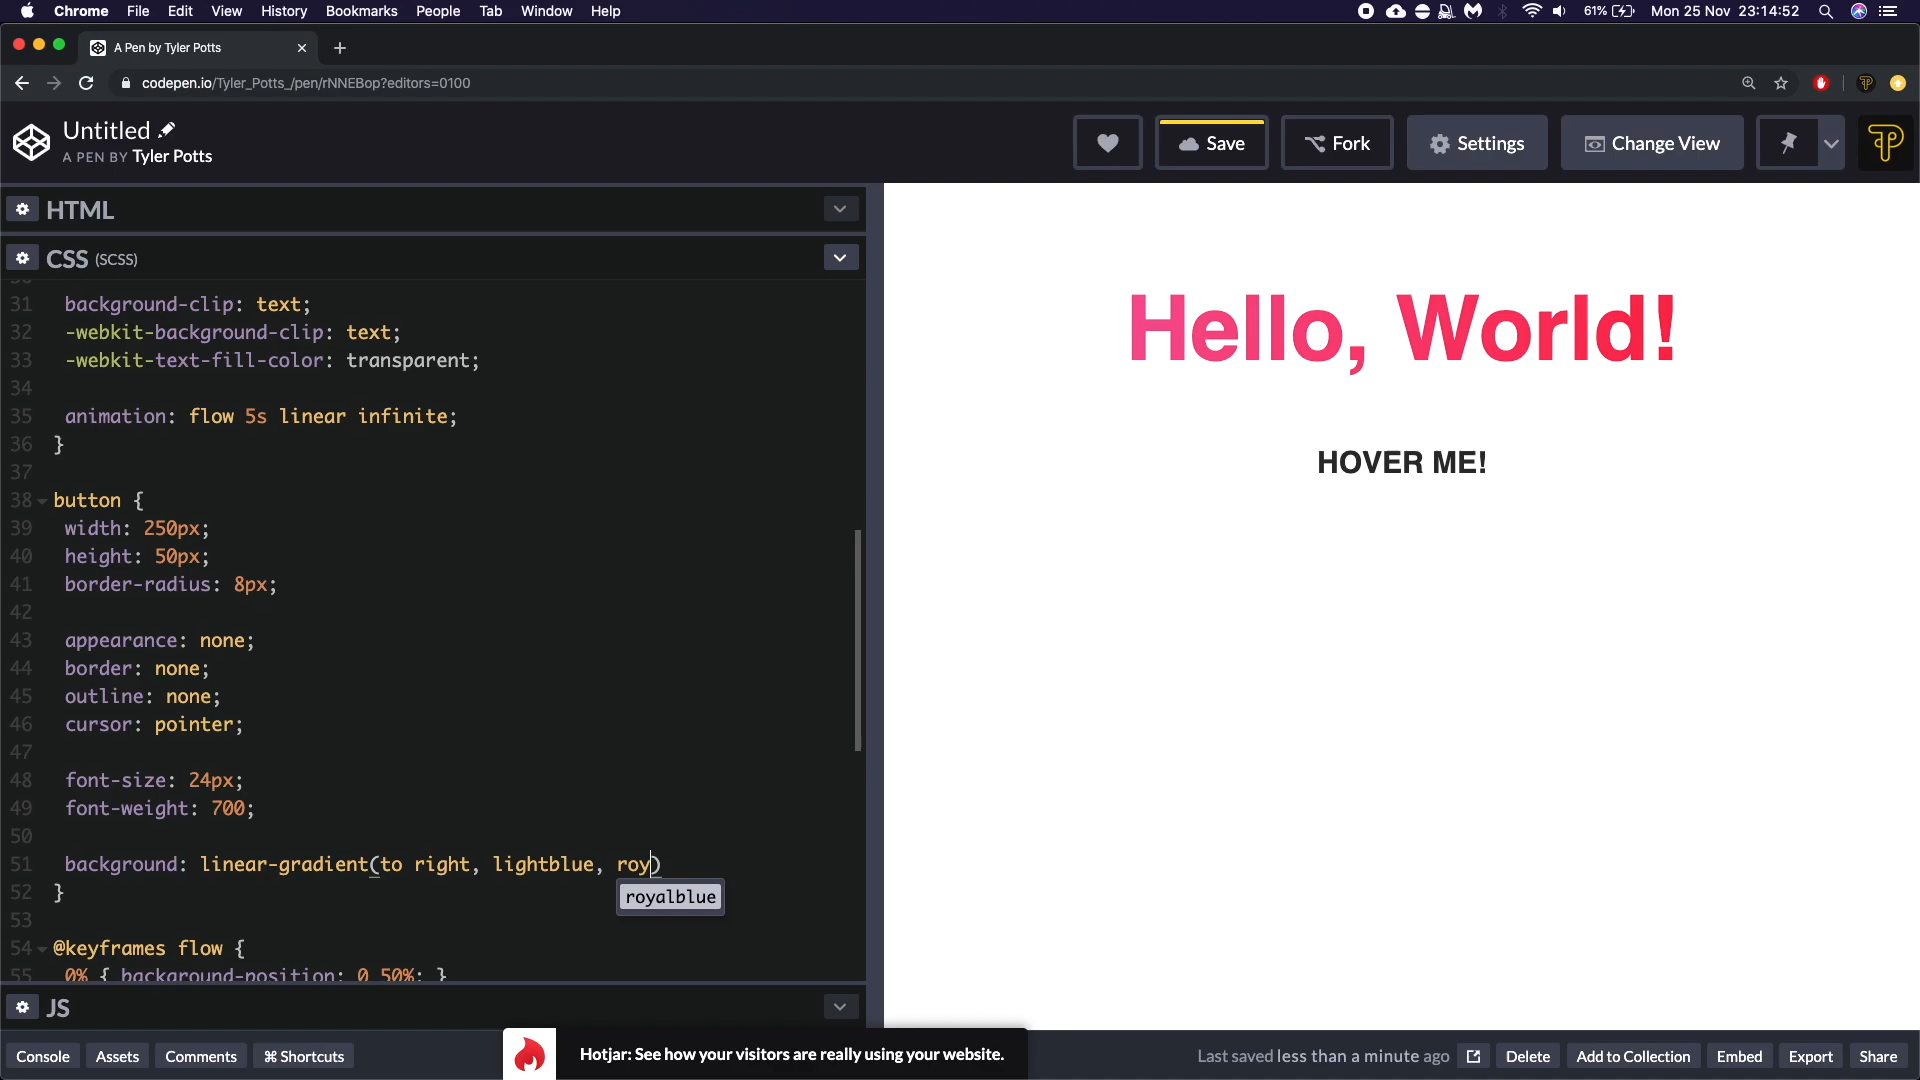 Chrome File Edit View History Bookmarks People Tab Window Help
61% Mon 25 Nov 23:14:52
A Pen by Tyler Potts
codepen.io/Tyler_Potts_/pen/rNNEBop?editors=0100
Untitled
A PEN BY Tyler Potts
Save
Fork
Settings
Change View
HTML
CSS (SCSS)
31 background-clip: text;
32 -webkit-background-clip: text;
33 -webkit-text-fill-color: transparent;
34
35 animation: flow 5s linear infinite;
36 }
37
38 button {
39 width: 250px;
40 height: 50px;
41 border-radius: 8px;
42
43 appearance: none;
44 border: none;
45 outline: none;
46 cursor: pointer;
47
48 font-size: 24px;
49 font-weight: 700;
50
51 background: linear-gradient(to right, lightblue, roy)
royalblue
52 }
53
54 @keyframes flow {
55 0% { background-position: 0 50%; }
JS
Hello, World!
HOVER ME!
Console Assets Comments ⌘ Shortcuts
Hotjar: See how your visitors are really using your website.
Last saved less than a minute ago
Delete Add to Collection Embed Export Share